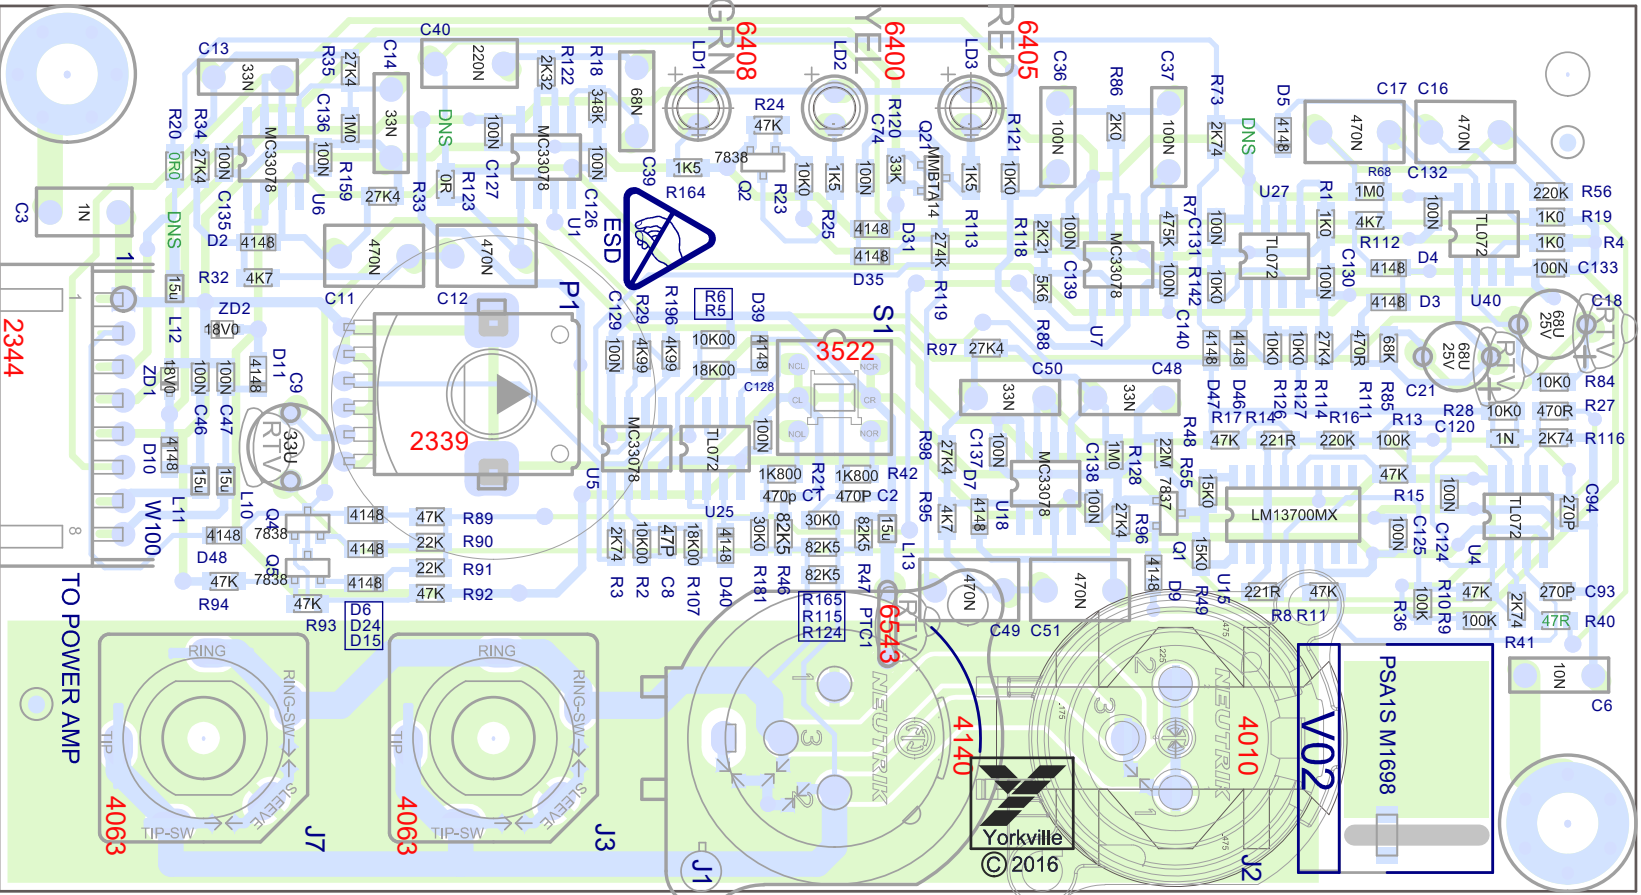 C40
GRN
6408
YEL
6400
RED
6405
C13
R35
27K4
C14
220N
R122
2K32
R18
348K
68N
LD1
LD2
LD3
C36
R86
C37
R73
D5
C17
C16
33N
R20
R34
C136
1M0
33N
DNS
100N
MC33078
100N
R24
47K
C74
R120
Q21
MMBTA14
R121
100N
2K0
100N
2K74
DNS
4148
470N
470N
0R0
27K4
100N
MC33078
100N
R159
27K4
R33
0R
R123
C127
C39
1K5
R164
7838
Q2
R23
10K0
1K5
R25
100N
33K
1K5
R113
10K0
R118
R68
C132
1M0
220K
R56
C3
1N
DNS
C135
U6
D2
4148
R32
4K7
470N
470N
C11
C12
U1
C126
ESD
4148
D31
4148
D35
274K
R119
2K21
100N
5K6
C139
R88
MC33078
U7
475K
R7
C131
R142
100N
C140
100N
10K0
U27
TL072
R1
1K0
100N
C130
4K7
R112
4148
D4
4148
D3
100N
TL072
U40
1K0
R19
1K0
R4
100N
C133
C18
1
1
15u
L12
ZD2
18V0
2344
P1
C129
R29
R196
R6
R5
D39
S1
100N
4K99
4K99
10K00
18K00
4148
3522
NCL
NCR
CL
CR
NOL
NOR
R97
27K4
4148
4148
10K0
10K0
27K4
470R
68K
68U
25V
68U
25V
RTV
RTV
ZD1
18V0
100N
100N
D11
4148
C9
C128
C50
C48
D47
D46
R126
R127
R114
R111
R85
C21
10K0
R84
C46
C47
33U
RTV
2339
33N
33N
R17
R14
R16
R13
R28
C120
10K0
470R
R27
D10
4148
MC33078
TL072
100N
R98
27K4
C137
100N
MC33078
C138
1M0
R128
22M
R48
47K
221R
220K
100K
1N
2K74
R116
L11
15u
15u
L10
U5
U25
1K800
R21
1K800
R42
470p
C1
470P
C2
R95
4K7
D7
4148
U18
100N
27K4
R96
7837
R55
15K0
47K
R15
100N
W100
8
Q4
7838
4148
47K
R89
4148
D48
4148
22K
R90
2K74
10K00
47P
18K00
4148
30K0
82K5
30K0
82K5
82K5
82K5
15u
L13
Q1
LM13700MX
100N
C125
C124
TL072
U4
270P
C94
Q5
7838
22K
R91
4148
47K
R92
47K
R94
47K
R93
D6
D24
D15
R3
R2
C8
R107
D40
R181
R46
R165
R115
R124
R47
PTC1
6543
RTV
470N
C49
470N
C51
4148
D9
15K0
R49
U15
221R
R8
47K
R11
R36
100K
R10
R9
47K
100K
2K74
R41
270P
C93
47R
R40
TO POWER AMP
RING
RING-SW
TIP
SLEEVE
TIP-SW
J7
4063
RING
RING-SW
TIP
SLEEVE
TIP-SW
J3
4063
1
3
2
NEUTRIK
J1
4140
2
3
1
NEUTRIK
.225
.175
.475
.475
4010
J2
Yorkville
© 2016
V02
PSA1S M1698
10N
C6